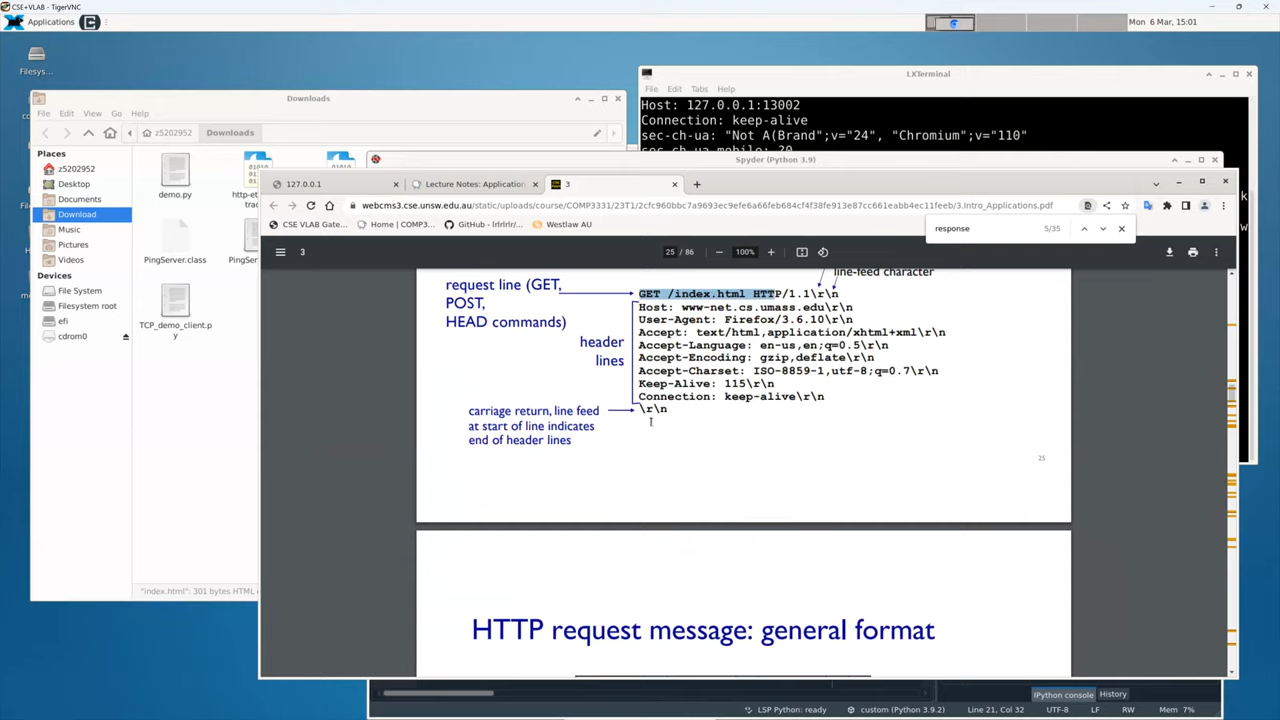 CSE+VLAB - TigerVNC
Applications
Mon 6 Mar, 15:01
Filesys...
Downloads
File Edit View Go Help
z5202952 Downloads
Places
z5202952
Desktop
Documents
Download
Music
Pictures
Videos
Devices
File System
Filesystem root
efi
cdrom0
demo.py
http-et
trac
PingServer.class
PingServ
TCP_demo_client.p
y
"index.html": 301 bytes HTML
LXTerminal
File Edit Tabs Help
Host: 127.0.0.1:13002
Connection: keep-alive
sec-ch-ua: "Not A(Brand";v="24", "Chromium";v="110"
Spyder (Python 3.9)
127.0.0.1
Lecture Notes: Application
3
webcms3.cse.unsw.edu.au/static/uploads/course/COMP3331/23T1/2cfc960bbc7a9693ec9efe6a66feb684cf4f38fe913e87cc661eabb4ec11feeb/3.Intro_Applications.pdf
CSE VLAB Gate... Home | COMP3... GitHub - lrlrlrlr/... Westlaw AU
response 5/35
3
25 / 86
100%
line-feed character
request line (GET,
POST,
HEAD commands)
header
lines
carriage return, line feed
at start of line indicates
end of header lines
GET /index.html HTTP/1.1\r\n
Host: www-net.cs.umass.edu\r\n
User-Agent: Firefox/3.6.10\r\n
Accept: text/html,application/xhtml+xml\r\n
Accept-Language: en-us,en;q=0.5\r\n
Accept-Encoding: gzip,deflate\r\n
Accept-Charset: ISO-8859-1,utf-8;q=0.7\r\n
Keep-Alive: 115\r\n
Connection: keep-alive\r\n
\r\n
25
HTTP request message: general format
IPython console History
LSP Python: ready custom (Python 3.9.2) Line 21, Col 32 UTF-8 LF RW Mem 7%